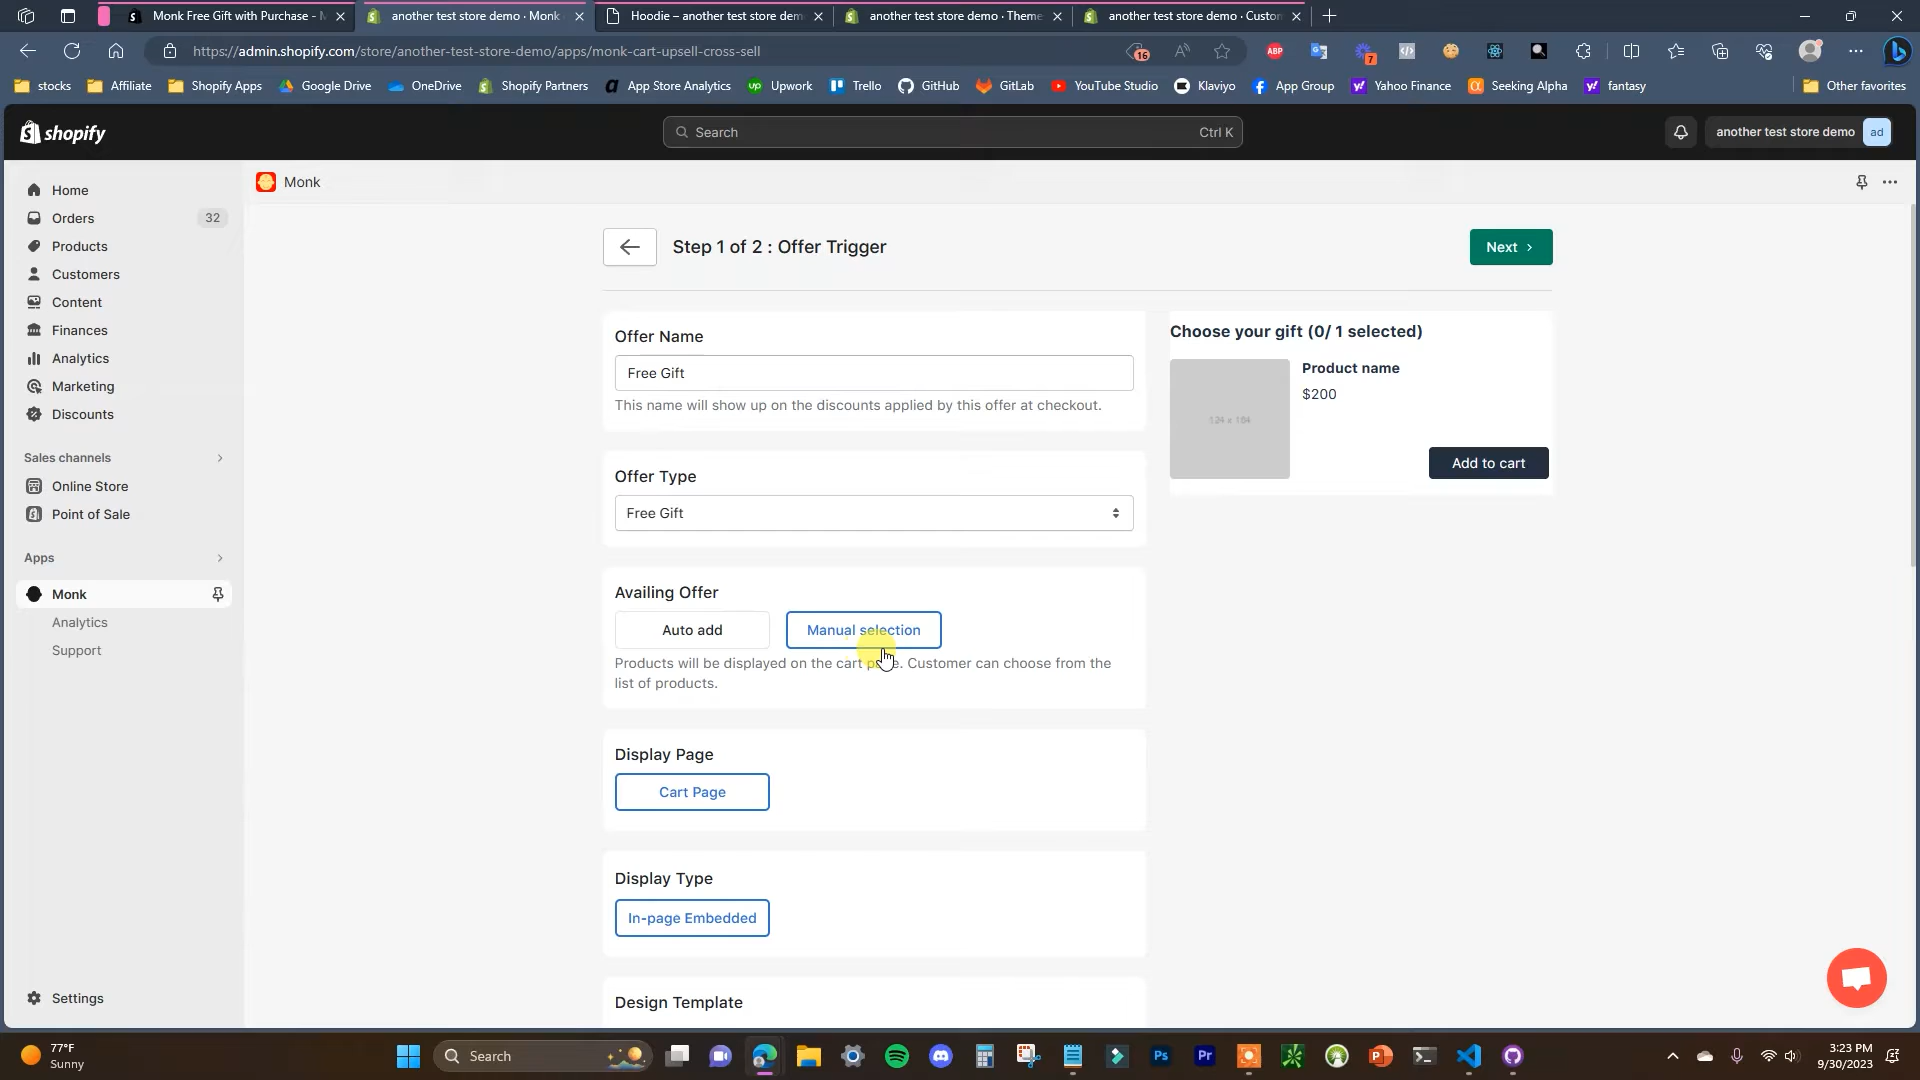 Monk Free Gift with Purchase -
another test store demo · Monk
Hoodie – another test store dem
another test store demo · Theme
another test store demo · Custom
https://admin.shopify.com/store/another-test-store-demo/apps/monk-cart-upsell-cross-sell
16
ABP
7
stocks
Affiliate
Shopify Apps
Google Drive
OneDrive
Shopify Partners
App Store Analytics
Upwork
Trello
GitHub
GitLab
YouTube Studio
Klaviyo
App Group
Yahoo Finance
Seeking Alpha
fantasy
Other favorites
shopify
Search
Ctrl K
another test store demo
ad
Home
Orders
32
Products
Customers
Content
Finances
Analytics
Marketing
Discounts
Sales channels
Online Store
Point of Sale
Apps
Monk
Analytics
Support
Settings
Monk
Step 1 of 2 : Offer Trigger
Next
Offer Name
Free Gift
This name will show up on the discounts applied by this offer at checkout.
Offer Type
Free Gift
Availing Offer
Auto add
Manual selection
Products will be displayed on the cart Customer can choose from the
list of products.
Display Page
Cart Page
Display Type
In-page Embedded
Design Template
Choose your gift (0/ 1 selected)
Product name
$200
Add to cart
77°F
Sunny
Search
Ps
Pr
3:23 PM
9/30/2023